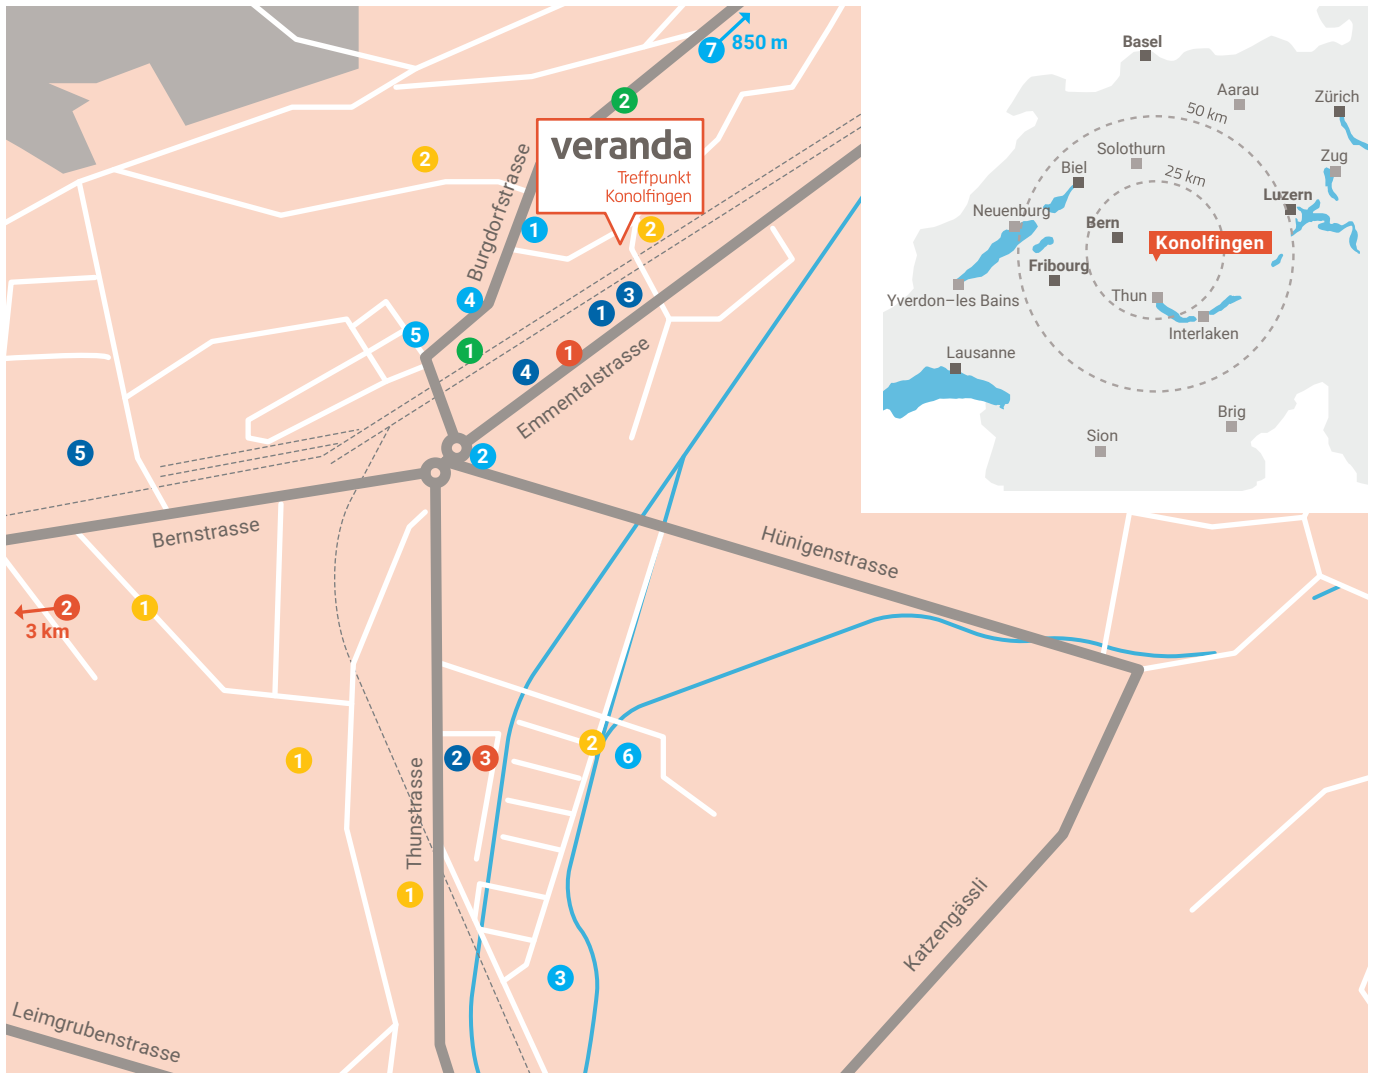 7
850 m
2
veranda
Treffpunkt
Konolfingen
2
Burgdorfstrasse
1
2
4
3
1
5
1
1
4
Emmentalstrasse
5
2
Bernstrasse
Hünigenstrasse
2
3 km
1
2
6
2
3
1
Thunstrasse
1
3
Katzengässli
Leimgrubenstrasse
Basel
Aarau
Zürich
50 km
Solothurn
Zug
Biel
25 km
Luzern
Neuenburg
Bern
Konolfingen
Fribourg
Thun
Yverdon–les Bains
Interlaken
Lausanne
Brig
Sion